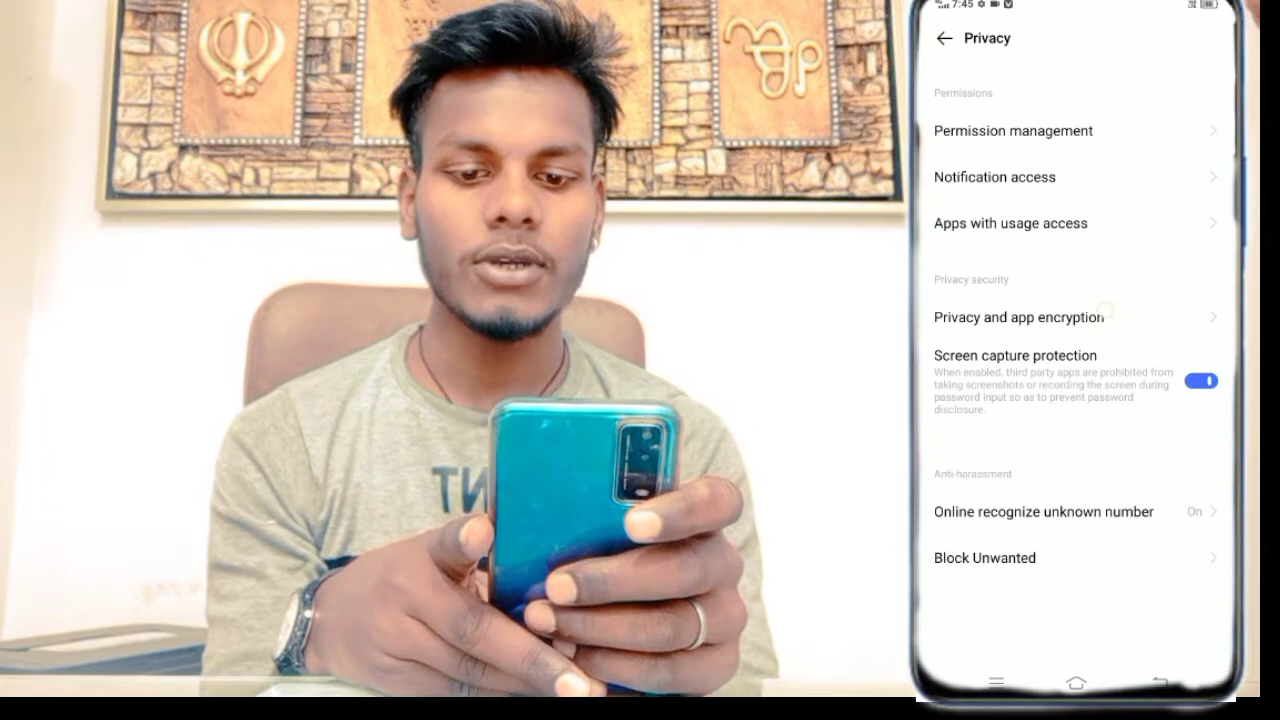 7:45
Privacy
Permissions
Permission management
Notification access
Apps with usage access
Privacy security
Privacy and app encryption
Screen capture protection
When enabled, third party apps are prohibited from
taking screenshots or recording the screen during
password input so as to prevent password
disclosure.
Anti-harassment
Online recognize unknown number On
Block Unwanted